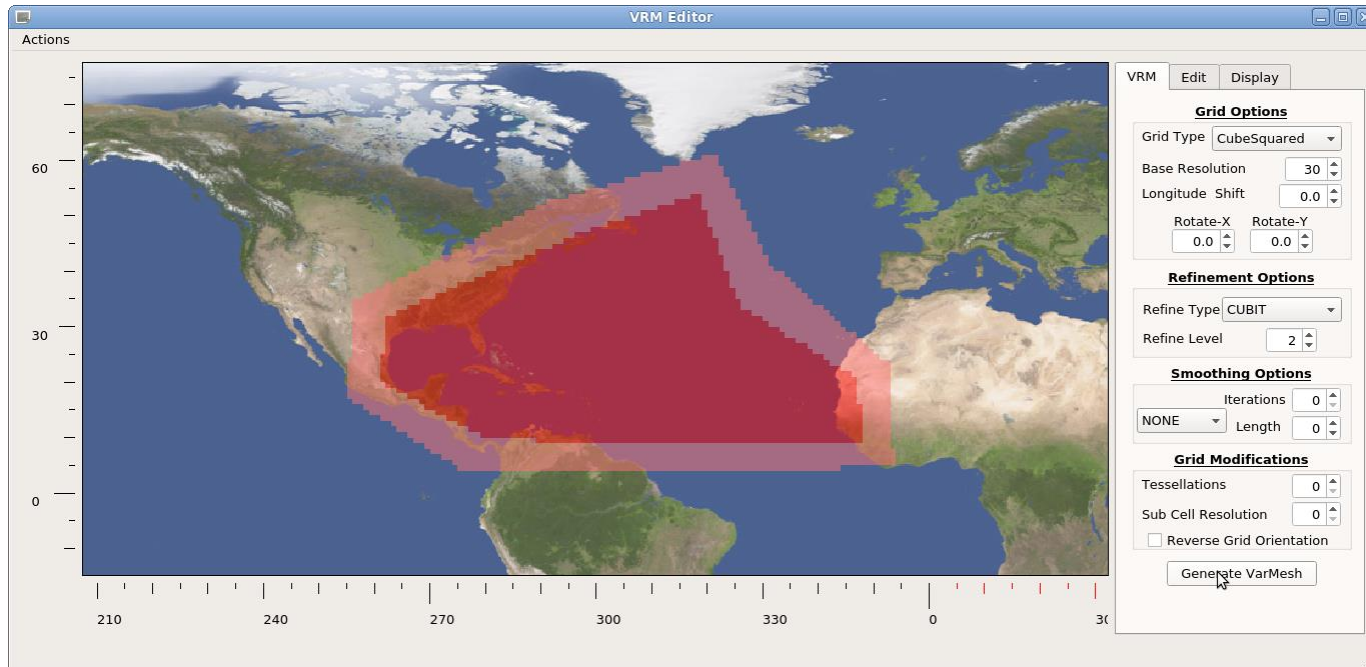 VRM Editor
Actions
VRM Edit Display
Grid Options
Grid Type CubeSquared
Base Resolution 30
Longitude Shift 0.0
Rotate-X Rotate-Y
0.0 0.0
Refinement Options
Refine Type CUBIT
Refine Level 2
Smoothing Options
Iterations 0
NONE Length 0
Grid Modifications
Tessellations 0
Sub Cell Resolution 0
Reverse Grid Orientation
Generate VarMesh
60
30
0
210 240 270 300 330 0